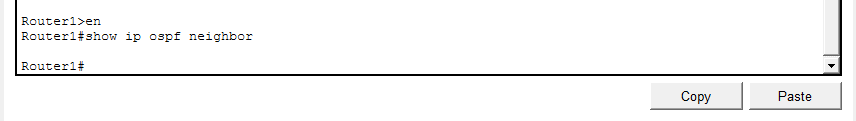 Router1>en
Router1#show ip ospf neighbor
Router1#
Copy
Paste